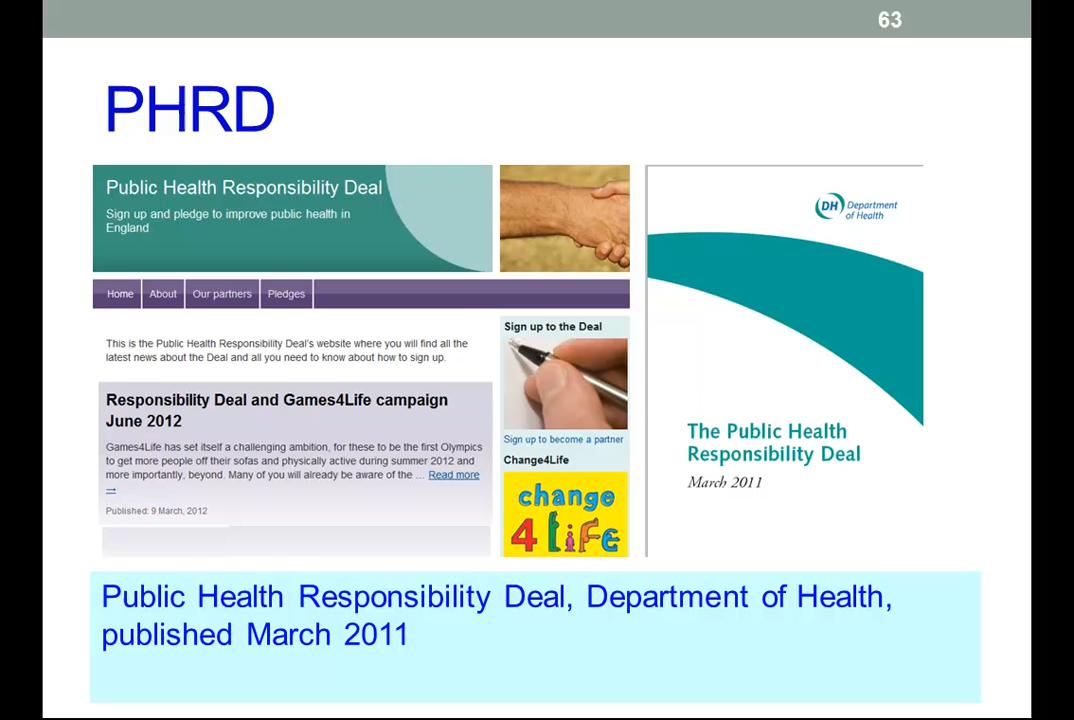 63
PHRD
Public Health Responsibility Deal
Sign up and pledge to improve public health in
England
Home About Our partners Pledges
This is the Public Health Responsibility Deal's website where you will find all the
latest news about the Deal and all you need to know about how to sign up.
Responsibility Deal and Games4Life campaign
June 2012
Games4Life has set itself a challenging ambition, for these to be the first Olympics
to get more people off their sofas and physically active during summer 2012 and
more importantly, beyond. Many of you will already be aware of the ... Read more
→
Published: 9 March, 2012
Sign up to the Deal
Sign up to become a partner
Change4Life
change
4 LiFe
DH Department
of Health
The Public Health
Responsibility Deal
March 2011
Public Health Responsibility Deal, Department of Health,
published March 2011